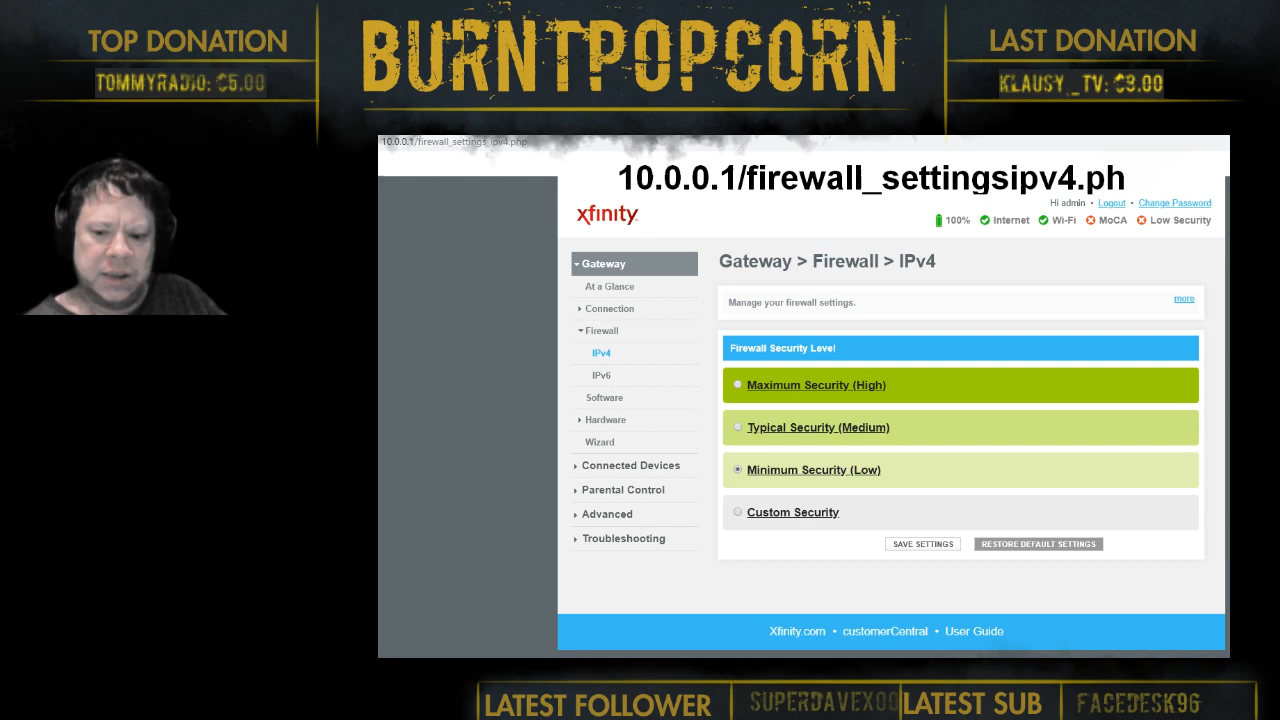 TOP DONATION
TOMMYRADIO: €5.00
BURNTPOPCORN
LAST DONATION
KLAUSY_TV: €3.00
10.0.0.1/firewall_settings_ipv4.php
10.0.0.1/firewall_settingsipv4.ph
xfinity
Hi admin • Logout • Change Password
100% Internet Wi-Fi MoCA Low Security
Gateway
At a Glance
Connection
Firewall
IPv4
IPv6
Software
Hardware
Wizard
Connected Devices
Parental Control
Advanced
Troubleshooting
Gateway > Firewall > IPv4
Manage your firewall settings.
more
Firewall Security Level
Maximum Security (High)
Typical Security (Medium)
Minimum Security (Low)
Custom Security
SAVE SETTINGS
RESTORE DEFAULT SETTINGS
Xfinity.com • customerCentral • User Guide
LATEST FOLLOWER
SUPERDAVEX00
LATEST SUB
FACEDESK96